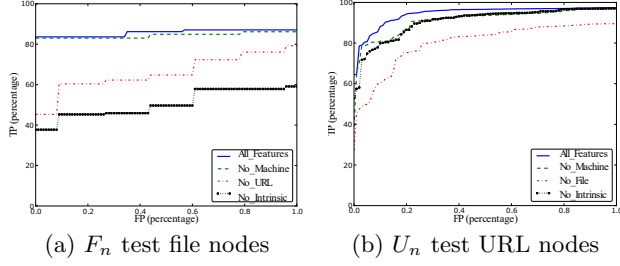 100
80
60
40
20
0
0.0 0.2 0.4 0.6 0.8 1.0
TP (percentage)
FP (percentage)
All_Features
No_Machine
No_URL
No_Intrinsic
(a) Fn test file nodes
100
80
60
40
20
0
0.0 0.2 0.4 0.6 0.8 1.0
TP (percentage)
FP (percentage)
All_Features
No_Machine
No_File
No_Intrinsic
(b) Un test URL nodes